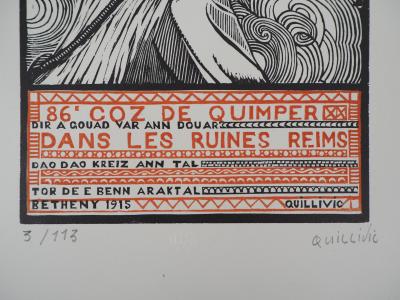 86ᵉ COZ DE QUIMPER
DIR A GOUAD VAR ANN DOUAR
DANS LES RUINES REIMS
DAO DAO KREIZ ANN TAL
TOR DE E BENN ARAKTAL
BETHENY 1915 QUILLIVIC
3/113 QUILLIVIC